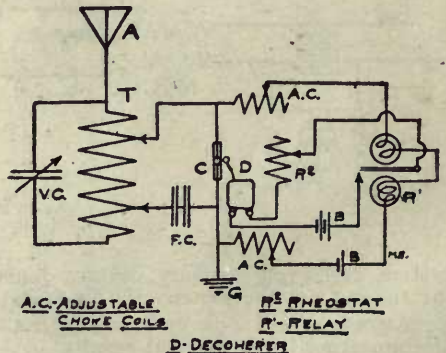 A
T
A.C.
V.C.
C
D
R²
R'
F.C.
B
A.C.
B
G
A.C.-ADJUSTABLE
CHOKE COILS
R² RHEOSTAT
R'- RELAY
D-DECOHERER